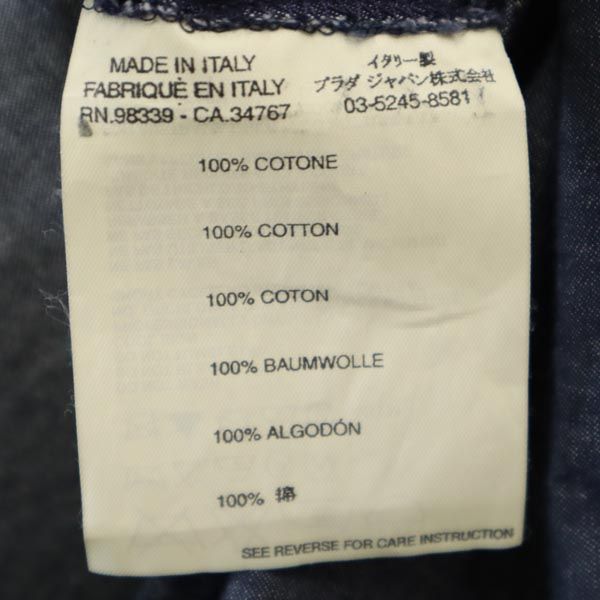 MADE IN ITALY
FABRIQUÉ EN ITALY
RN.98339 - CA.34767
イタリー製
プラダ ジャパン株式会社
03-5245-8581
100% COTONE
100% COTTON
100% COTON
100% BAUMWOLLE
100% ALGODÓN
100% 綿
SEE REVERSE FOR CARE INSTRUCTION